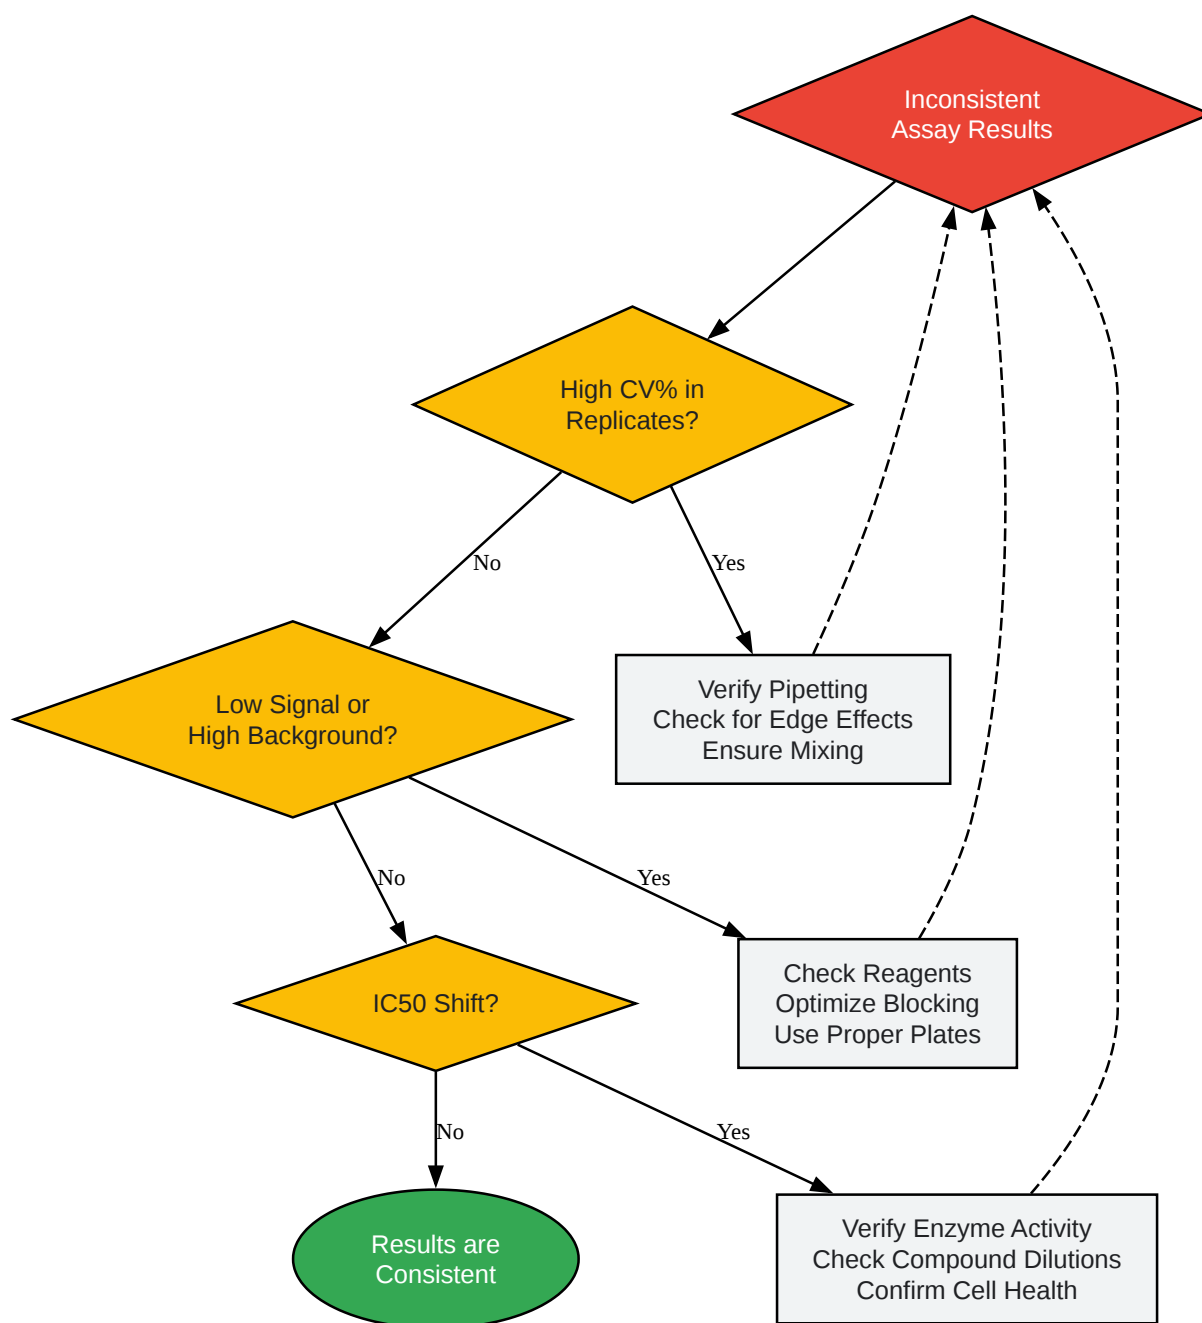 Inconsistent
Assay Results
High CV% in
Replicates?
No
Yes
Low Signal or
High Background?
Verify Pipetting
Check for Edge Effects
Ensure Mixing
No
Yes
IC50 Shift?
Check Reagents
Optimize Blocking
Use Proper Plates
No
Yes
Results are
Consistent
Verify Enzyme Activity
Check Compound Dilutions
Confirm Cell Health